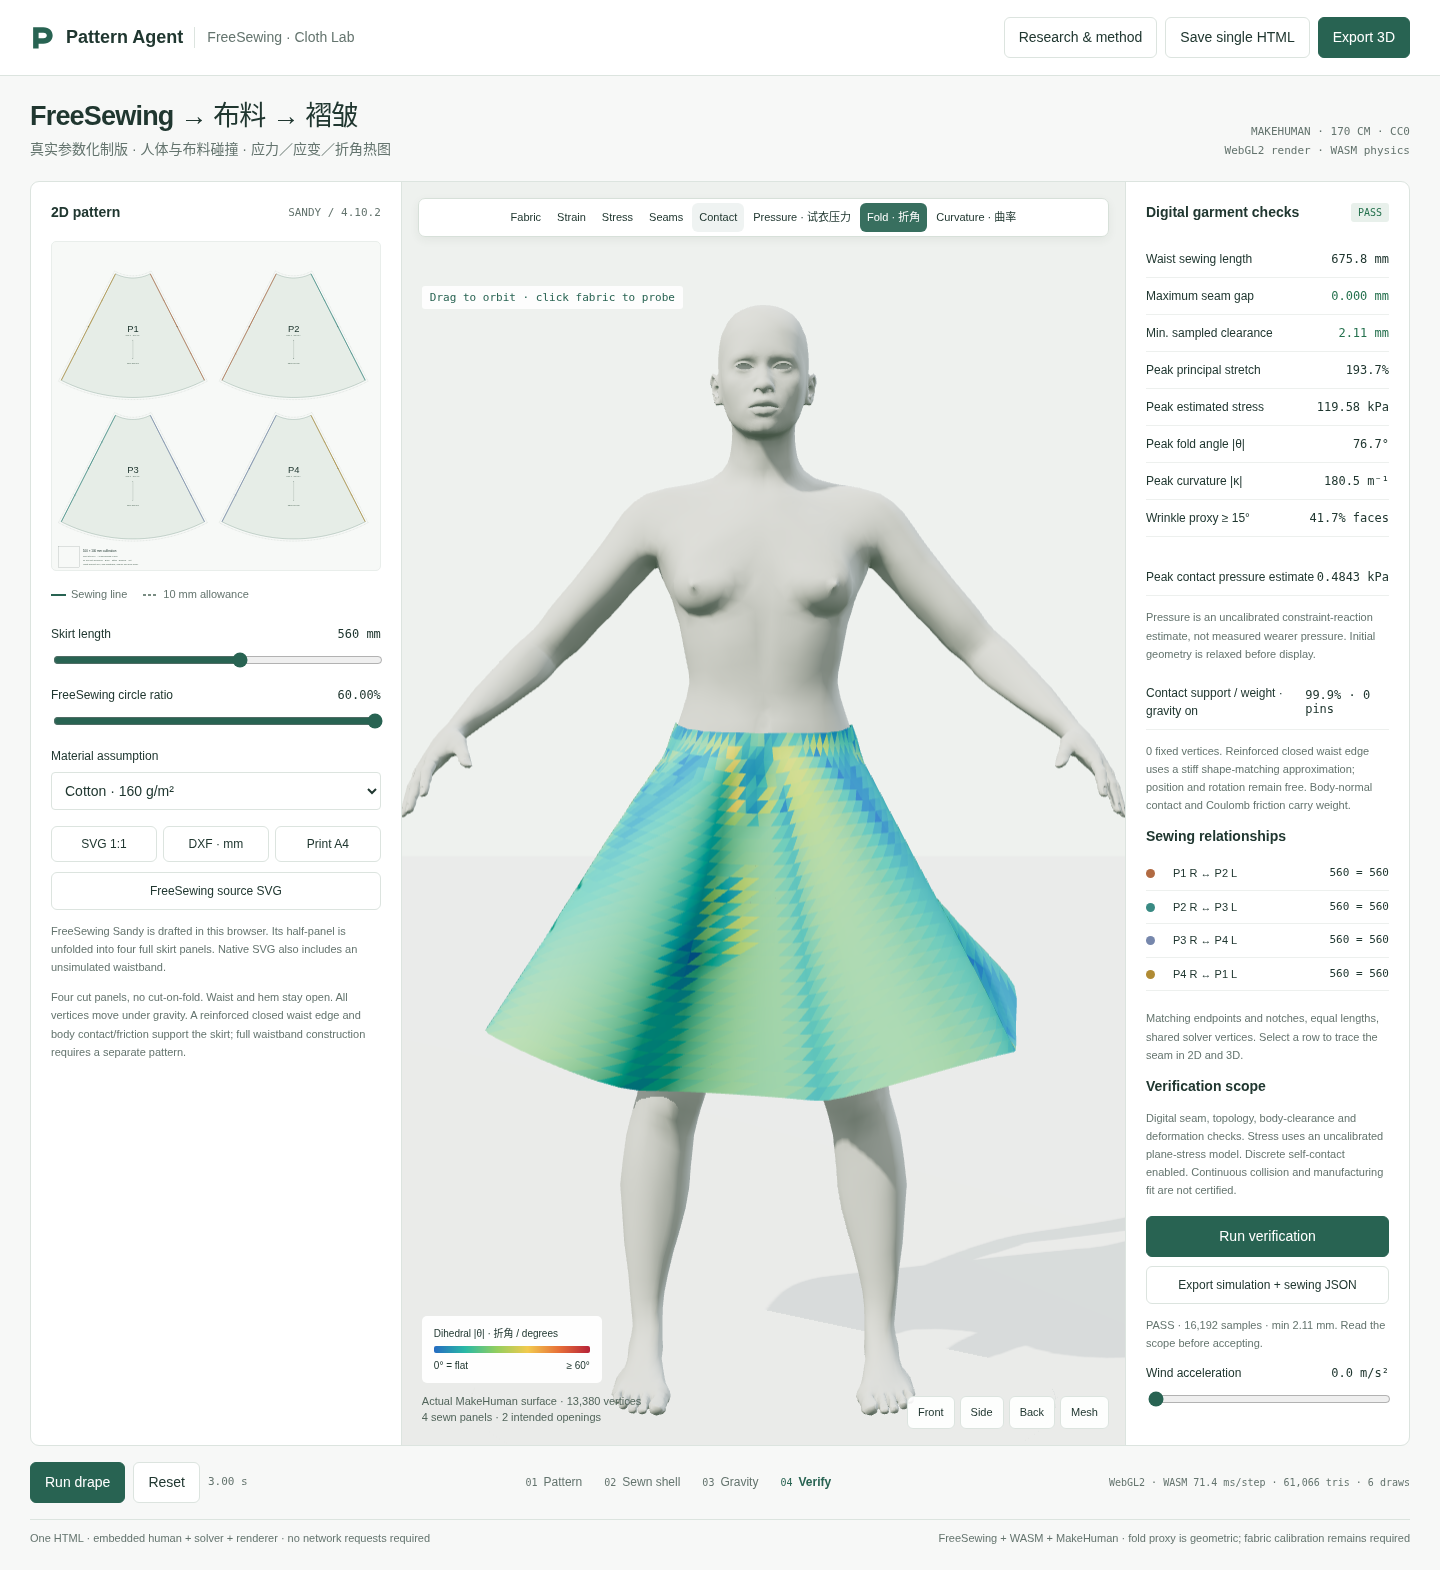 Pattern Agent
FreeSewing · Cloth Lab
Research & method
Save single HTML
Export 3D
FreeSewing → 布料 → 褶皱
真实参数化制版 · 人体与布料碰撞 · 应力／应变／折角热图
MAKEHUMAN · 170 CM · CC0
WebGL2 render · WASM physics
2D pattern
SANDY / 4.10.2
P1
P2
P3
P4
Sewing line
10 mm allowance
Skirt length
560 mm
FreeSewing circle ratio
60.00%
Material assumption
Cotton · 160 g/m²
SVG 1:1
DXF · mm
Print A4
FreeSewing source SVG
FreeSewing Sandy is drafted in this browser. Its half-panel is
unfolded into four full skirt panels. Native SVG also includes an
unsimulated waistband.
Four cut panels, no cut-on-fold. Waist and hem stay open. All
vertices move under gravity. A reinforced closed waist edge and
body contact/friction support the skirt; full waistband construction
requires a separate pattern.
Fabric
Strain
Stress
Seams
Contact
Pressure · 试衣压力
Fold · 折角
Curvature · 曲率
Drag to orbit · click fabric to probe
Dihedral |θ| · 折角 / degrees
0° = flat
≥ 60°
Actual MakeHuman surface · 13,380 vertices
4 sewn panels · 2 intended openings
Front
Side
Back
Mesh
Digital garment checks
PASS
Waist sewing length
675.8 mm
Maximum seam gap
0.000 mm
Min. sampled clearance
2.11 mm
Peak principal stretch
193.7%
Peak estimated stress
119.58 kPa
Peak fold angle |θ|
76.7°
Peak curvature |κ|
180.5 m⁻¹
Wrinkle proxy ≥ 15°
41.7% faces
Peak contact pressure estimate
0.4843 kPa
Pressure is an uncalibrated constraint-reaction
estimate, not measured wearer pressure. Initial
geometry is relaxed before display.
Contact support / weight ·
gravity on
99.9% · 0
pins
0 fixed vertices. Reinforced closed waist edge
uses a stiff shape-matching approximation;
position and rotation remain free. Body-normal
contact and Coulomb friction carry weight.
Sewing relationships
P1 R ↔ P2 L
560 = 560
P2 R ↔ P3 L
560 = 560
P3 R ↔ P4 L
560 = 560
P4 R ↔ P1 L
560 = 560
Matching endpoints and notches, equal lengths,
shared solver vertices. Select a row to trace the
seam in 2D and 3D.
Verification scope
Digital seam, topology, body-clearance and
deformation checks. Stress uses an uncalibrated
plane-stress model. Discrete self-contact
enabled. Continuous collision and manufacturing
fit are not certified.
Run verification
Export simulation + sewing JSON
PASS · 16,192 samples · min 2.11 mm. Read the
scope before accepting.
Wind acceleration
0.0 m/s²
Run drape
Reset
3.00 s
01 Pattern
02 Sewn shell
03 Gravity
04 Verify
WebGL2 · WASM 71.4 ms/step · 61,066 tris · 6 draws
One HTML · embedded human + solver + renderer · no network requests required
FreeSewing + WASM + MakeHuman · fold proxy is geometric; fabric calibration remains required